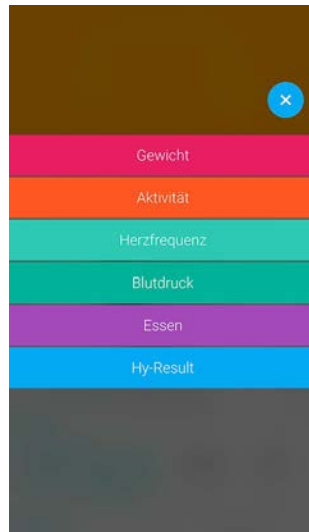 Gewicht
Aktivität
Herzfrequenz
Blutdruck
Essen
Hy-Result